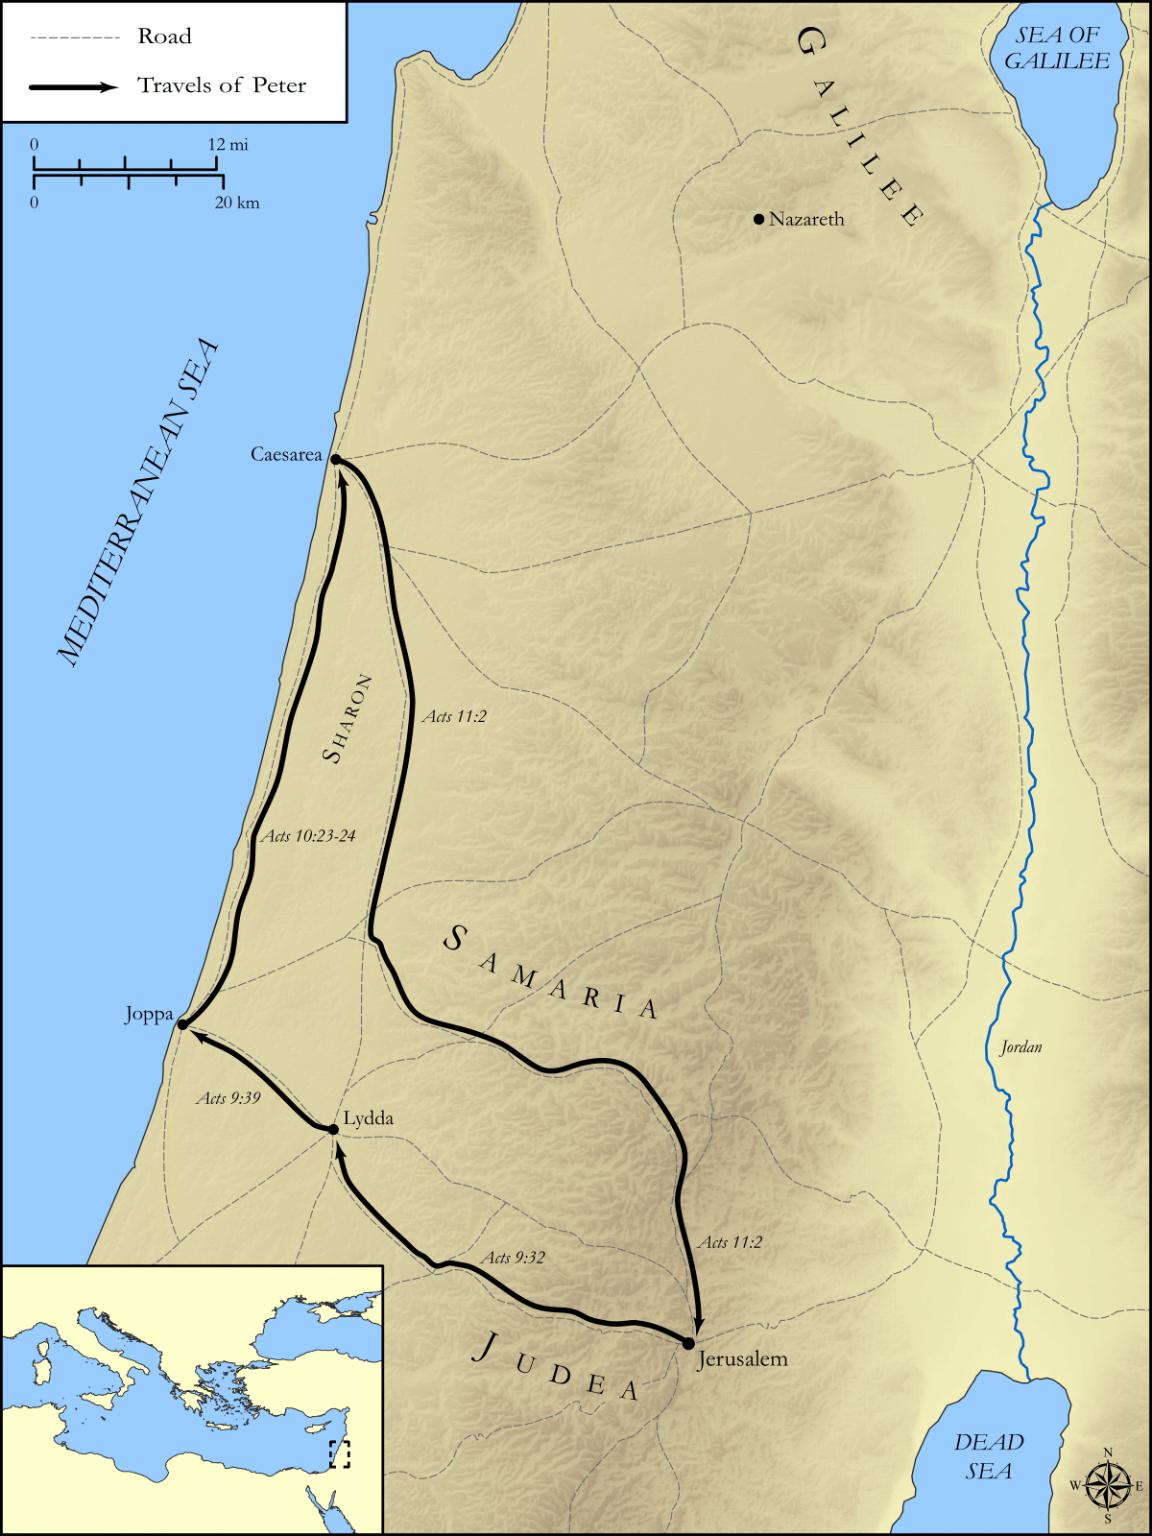 Road
Travels of Peter
0 12 mi
0 20 km
SEA OF
GALILEE
GALILEE
Nazareth
MEDITERRANEAN SEA
Caesarea
SHARON
Acts 11:2
Acts 10:23-24
SAMARIA
Joppa
Jordan
Acts 9:39
Lydda
Acts 11:2
Acts 9:32
JUDEA
Jerusalem
DEAD
SEA
N
W E
S